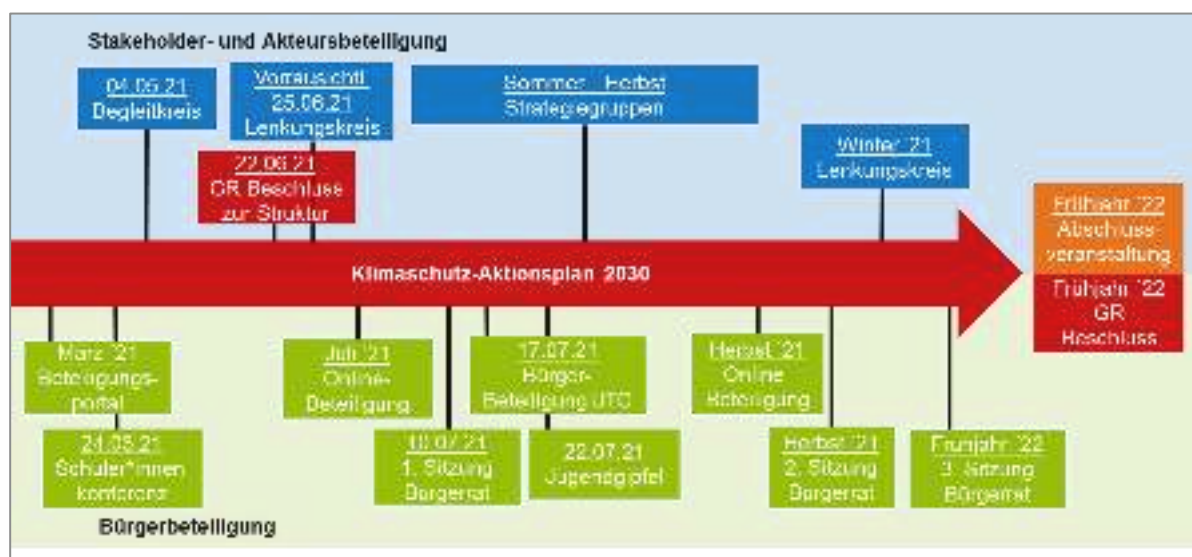 Stakeholder- und Akteursbeteiligung
04.05.21
Begleitkreis
Vorrausichtl.
25.06.21
Lenkungskreis
Sommer - Herbst
Strategiegruppen
22.06.21
GR Beschluss
zur Struktur
Winter ´21
Lenkungskreis
Frühjahr ´22
Abschluss-
veranstaltung
Klimaschutz-Aktionsplan 2030
Frühjahr ´22
GR
Beschluss
März ´21
Beteiligungs-
portal
Juli ´21
Online-
Beteiligung
17.07.21
Bürger-
Beteiligung UTC
Herbst ´21
Online
Beteiligung
Schüler*innen
konferenz
10.07.21
1. Sitzung
Bürgerrat
22.07.21
Jugendgipfel
Herbst ´21
2. Sitzung
Bürgerrat
Frühjahr ´22
3. Sitzung
Bürgerrat
Bürgerbeteiligung